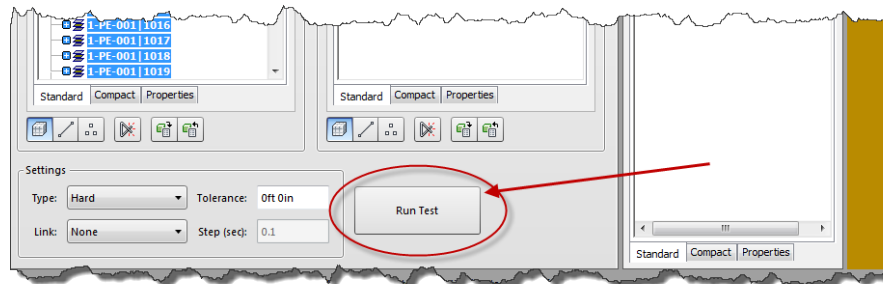 1-PE-001|1016
1-PE-001|1017
1-PE-001|1018
1-PE-001|1019
Standard Compact Properties
Standard Compact Properties
Settings
Type: Hard Tolerance: 0ft 0in
Link: None Step (sec): 0.1
Run Test
Standard Compact Properties